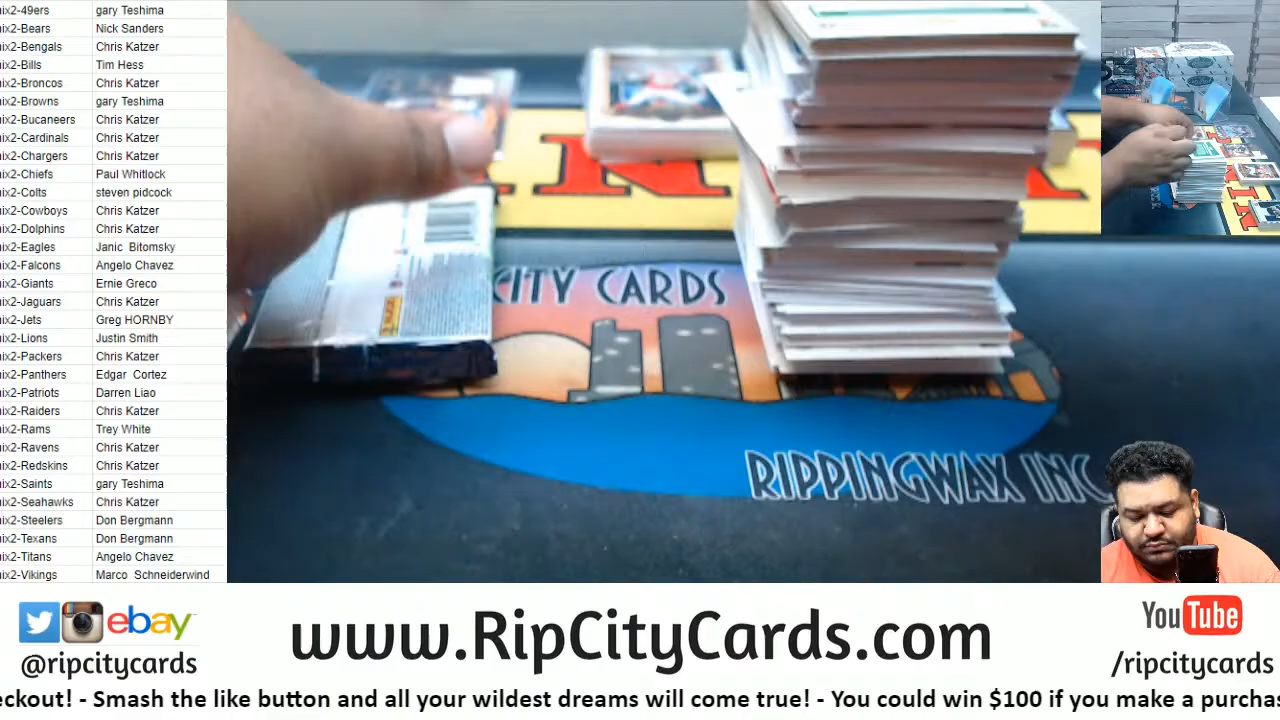 ix2-49ers gary Teshima
ix2-Bears Nick Sanders
ix2-Bengals Chris Katzer
ix2-Bills Tim Hess
ix2-Broncos Chris Katzer
ix2-Browns gary Teshima
ix2-Bucaneers Chris Katzer
ix2-Cardinals Chris Katzer
ix2-Chargers Chris Katzer
ix2-Chiefs Paul Whitlock
ix2-Colts steven pidcock
ix2-Cowboys Chris Katzer
ix2-Dolphins Chris Katzer
ix2-Eagles Janic Bitomsky
ix2-Falcons Angelo Chavez
ix2-Giants Ernie Greco
ix2-Jaguars Chris Katzer
ix2-Jets Greg HORNBY
ix2-Lions Justin Smith
ix2-Packers Chris Katzer
ix2-Panthers Edgar Cortez
ix2-Patriots Darren Liao
ix2-Raiders Chris Katzer
ix2-Rams Trey White
ix2-Ravens Chris Katzer
ix2-Redskins Chris Katzer
ix2-Saints gary Teshima
ix2-Seahawks Chris Katzer
ix2-Steelers Don Bergmann
ix2-Texans Don Bergmann
ix2-Titans Angelo Chavez
ix2-Vikings Marco Schneiderwind
CITY CARDS
RIPPINGWAX INC
ebay
@ripcitycards
www.RipCityCards.com
YouTube
/ripcitycards
eckout! - Smash the like button and all your wildest dreams will come true! - You could win $100 if you make a purchas